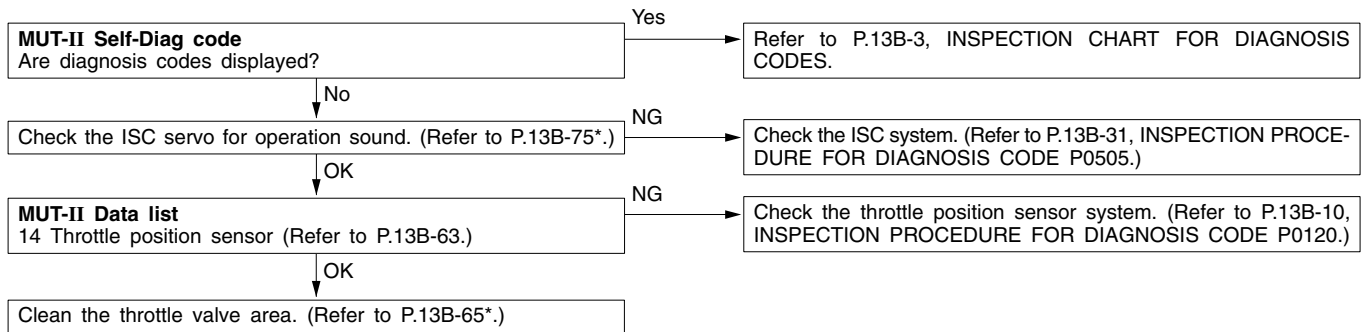 MUT-II Self-Diag code
Are diagnosis codes displayed?
Yes
Refer to P.13B-3, INSPECTION CHART FOR DIAGNOSIS
CODES.
No
Check the ISC servo for operation sound. (Refer to P.13B-75*.)
NG
Check the ISC system. (Refer to P.13B-31, INSPECTION PROCE-
DURE FOR DIAGNOSIS CODE P0505.)
OK
MUT-II Data list
14 Throttle position sensor (Refer to P.13B-63.)
NG
Check the throttle position sensor system. (Refer to P.13B-10,
INSPECTION PROCEDURE FOR DIAGNOSIS CODE P0120.)
OK
Clean the throttle valve area. (Refer to P.13B-65*.)